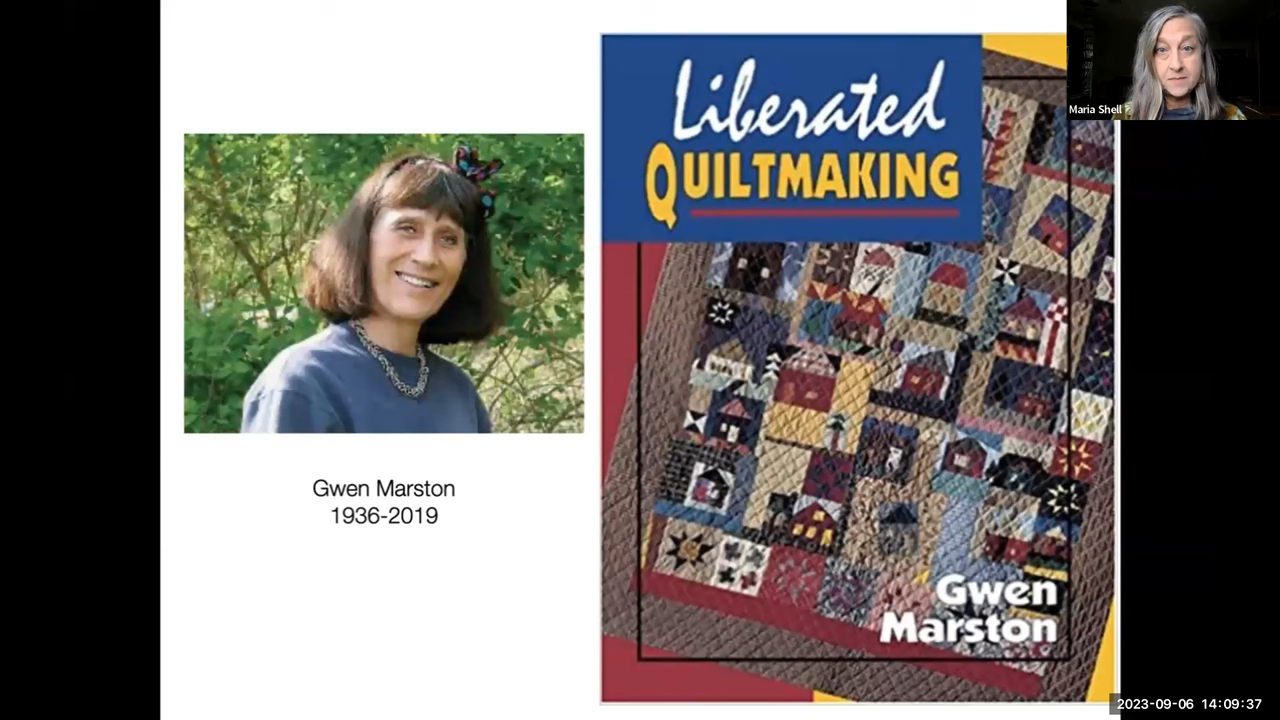 Liberated
QUILTMAKING
Maria Shell
Gwen Marston
1936-2019
Gwen
Marston
2023-09-06 14:09:37